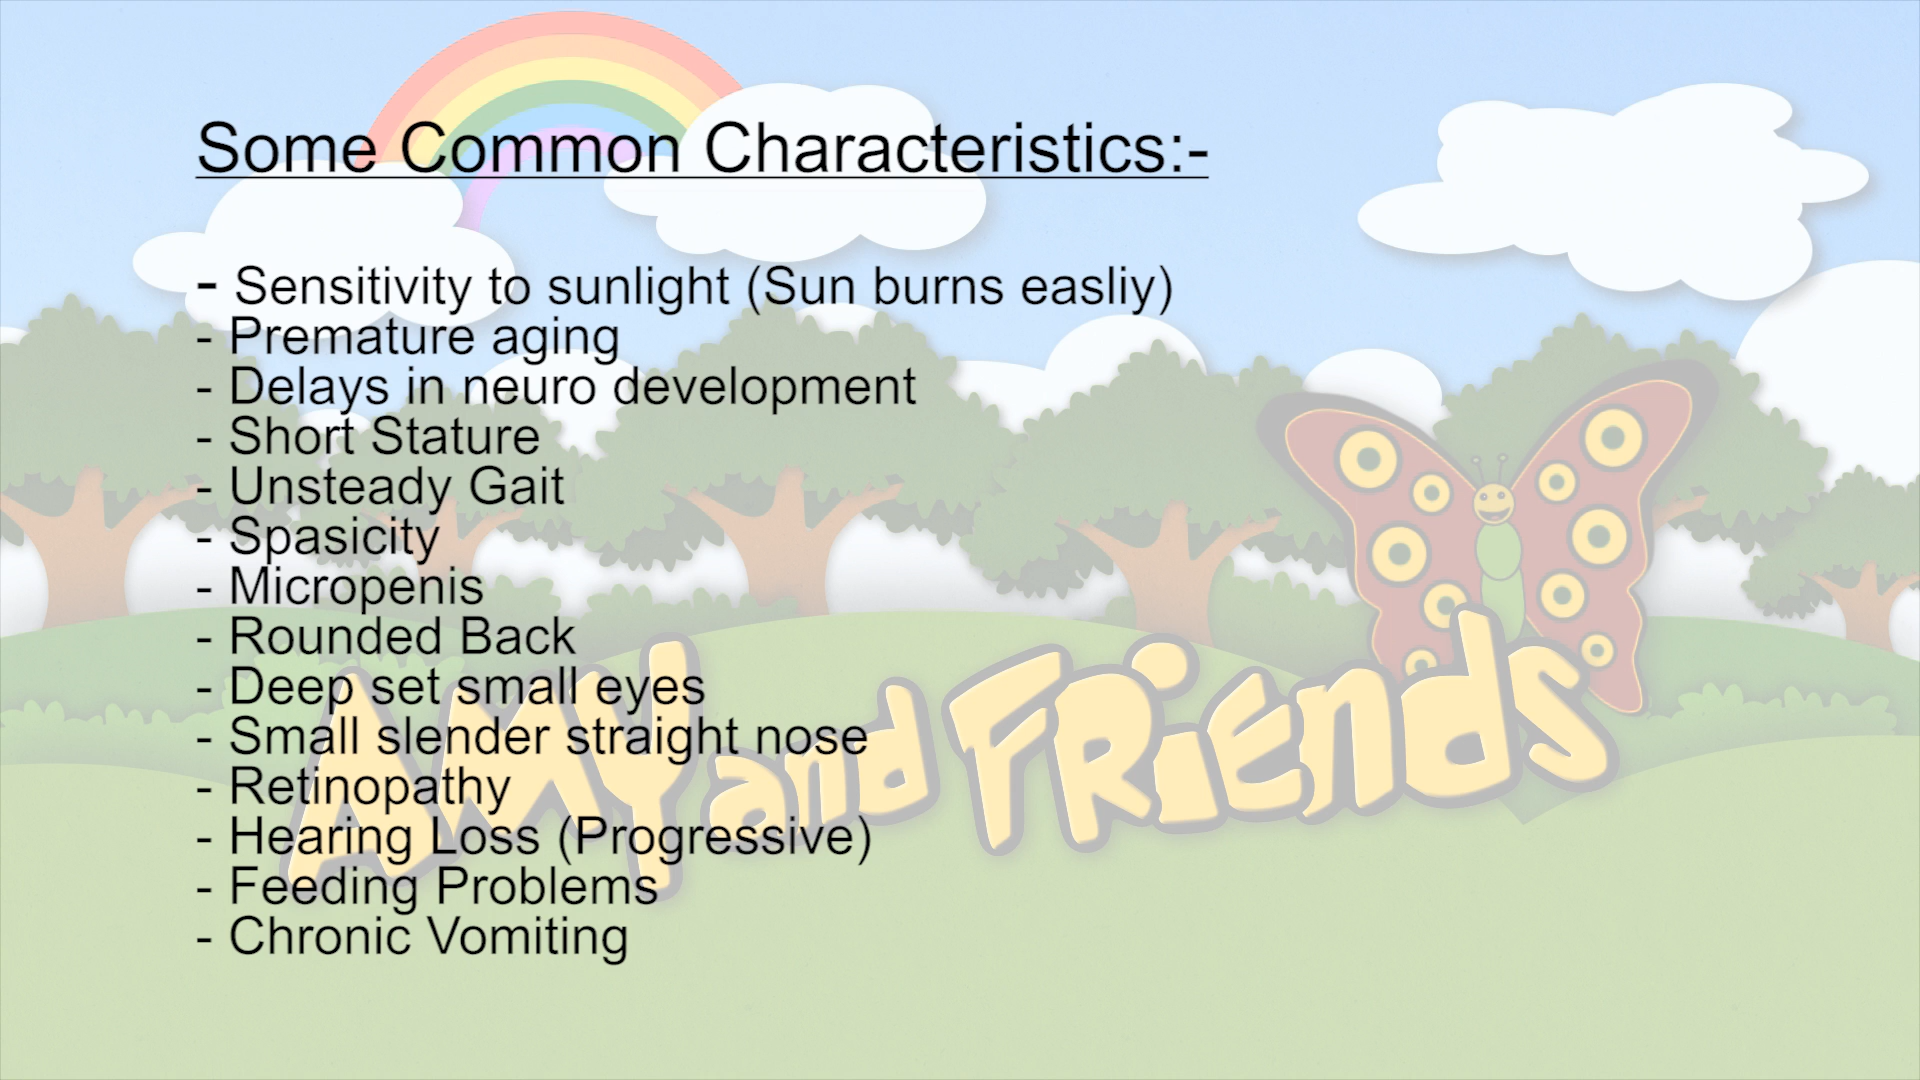 Some Common Characteristics:-
- Sensitivity to sunlight (Sun burns easliy)
- Premature aging
- Delays in neuro development
- Short Stature
- Unsteady Gait
- Spasicity
- Micropenis
- Rounded Back
- Deep set small eyes
- Small slender straight nose
- Retinopathy
- Hearing Loss (Progressive)
- Feeding Problems
- Chronic Vomiting
AMY and FRiEndS